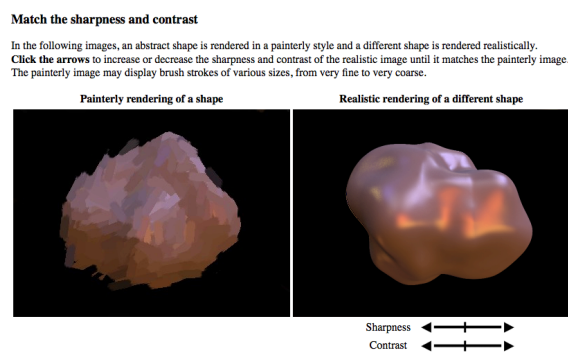 Match the sharpness and contrast
In the following images, an abstract shape is rendered in a painterly style and a different shape is rendered realistically.
Click the arrows to increase or decrease the sharpness and contrast of the realistic image until it matches the painterly image.
The painterly image may display brush strokes of various sizes, from very fine to very coarse.
Painterly rendering of a shape
Realistic rendering of a different shape
Sharpness
Contrast